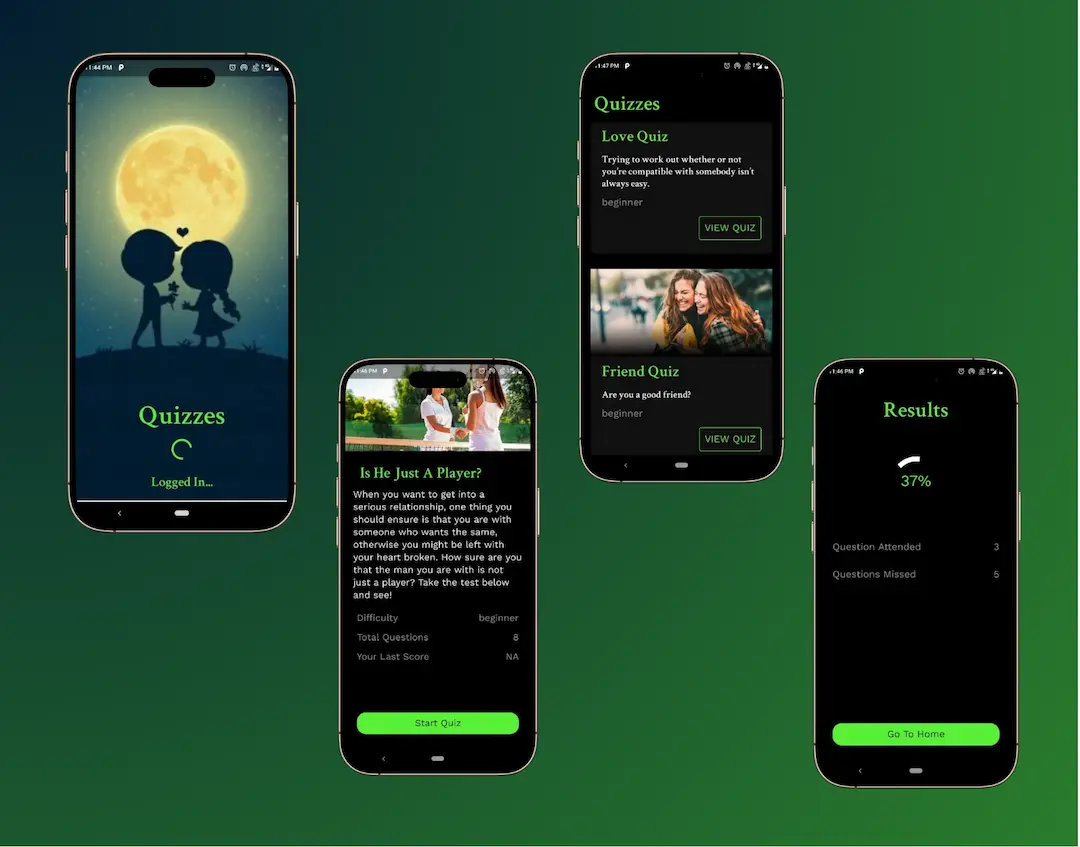 1:44 PM P
Quizzes
Logged In...
1:46 PM P
Is He Just A Player?
When you want to get into a
serious relationship, one thing you
should ensure is that you are with
someone who wants the same,
otherwise you might be left with
your heart broken. How sure are you
that the man you are with is not
just a player? Take the test below
and see!
Difficulty beginner
Total Questions 8
Your Last Score NA
Start Quiz
1:47 PM P
Quizzes
Love Quiz
Trying to work out whether or not
you're compatible with somebody isn't
always easy.
beginner
VIEW QUIZ
Friend Quiz
Are you a good friend?
beginner
VIEW QUIZ
1:46 PM P
Results
37%
Question Attended 3
Questions Missed 5
Go To Home